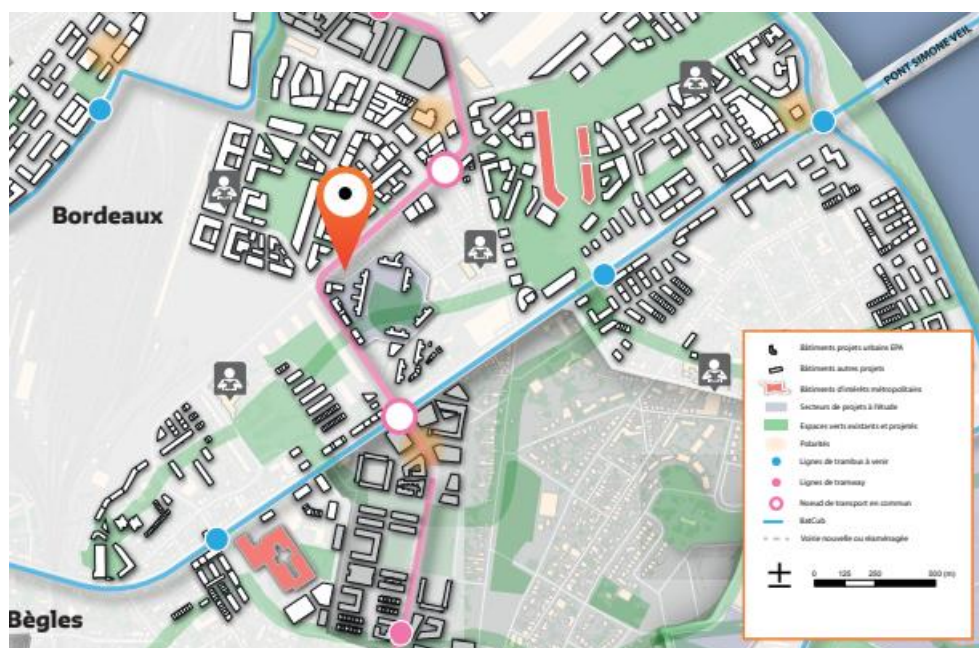 PONT SIMONE VEIL
Bordeaux
Bâtiments projets urbains EPA
Bâtiments autres projets
Bâtiments d'intérêts métropolitains
Secteurs de projets à l'étude
Espaces verts existants et projetés
Polarités
Lignes de trambus à venir
Lignes de tramway
Noeud de transport en commun
BatCub
Voirie nouvelle ou réaménagée
0 125 250 500 (m)
Bègles